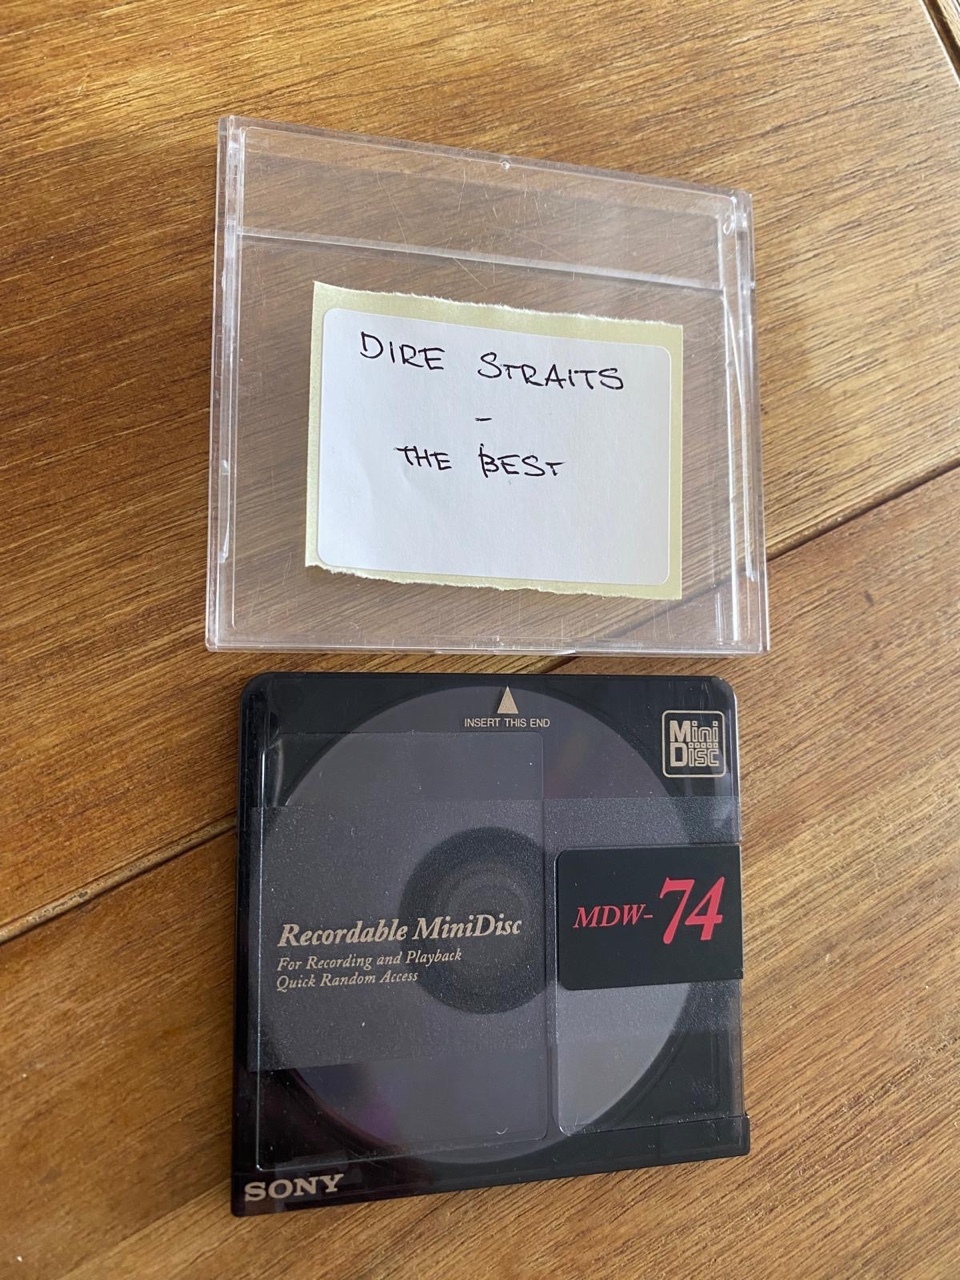 DIRE STRAITS
-
THE BEST
INSERT THIS END
Mini
Disc
MDW-74
Recordable MiniDisc
For Recording and Playback
Quick Random Access
SONY